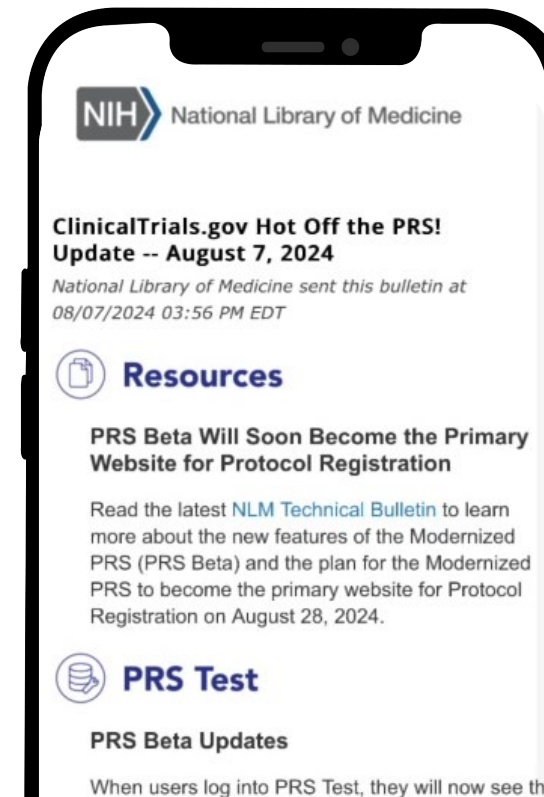 NIH National Library of Medicine
ClinicalTrials.gov Hot Off the PRS!
Update -- August 7, 2024
National Library of Medicine sent this bulletin at
08/07/2024 03:56 PM EDT
Resources
PRS Beta Will Soon Become the Primary
Website for Protocol Registration
Read the latest NLM Technical Bulletin to learn
more about the new features of the Modernized
PRS (PRS Beta) and the plan for the Modernized
PRS to become the primary website for Protocol
Registration on August 28, 2024.
PRS Test
PRS Beta Updates
When users log into PRS Test, they will now see th